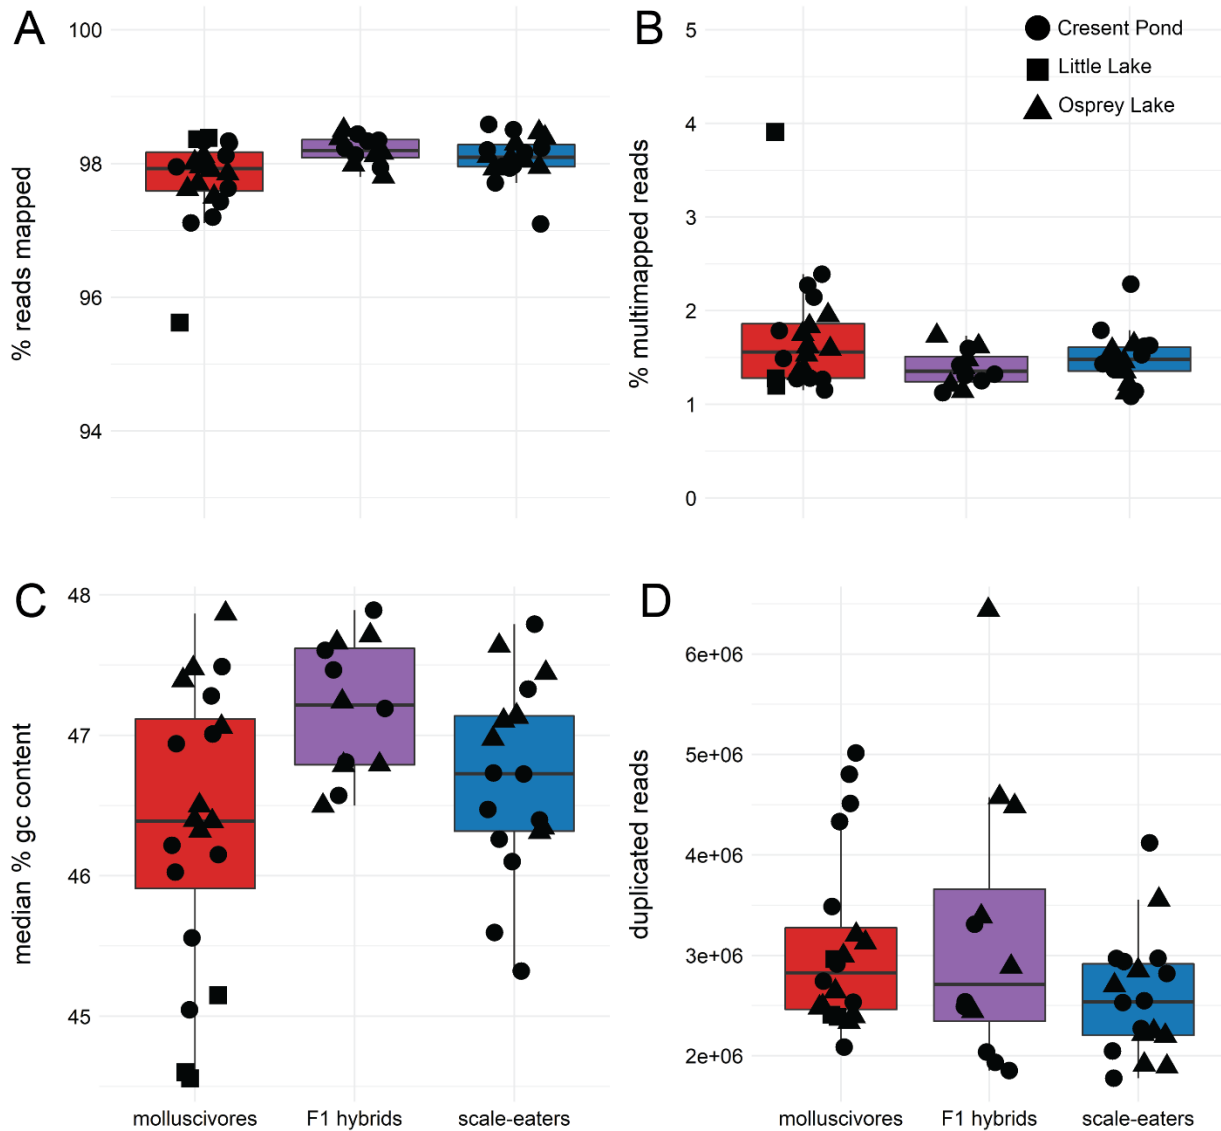 A
100
98
96
94
% reads mapped
B
5
4
3
2
1
0
% multimapped reads
Cresent Pond
Little Lake
Osprey Lake
C
48
47
46
45
median % gc content
molluscivores
F1 hybrids
scale-eaters
D
6e+06
5e+06
4e+06
3e+06
2e+06
duplicated reads
molluscivores
F1 hybrids
scale-eaters